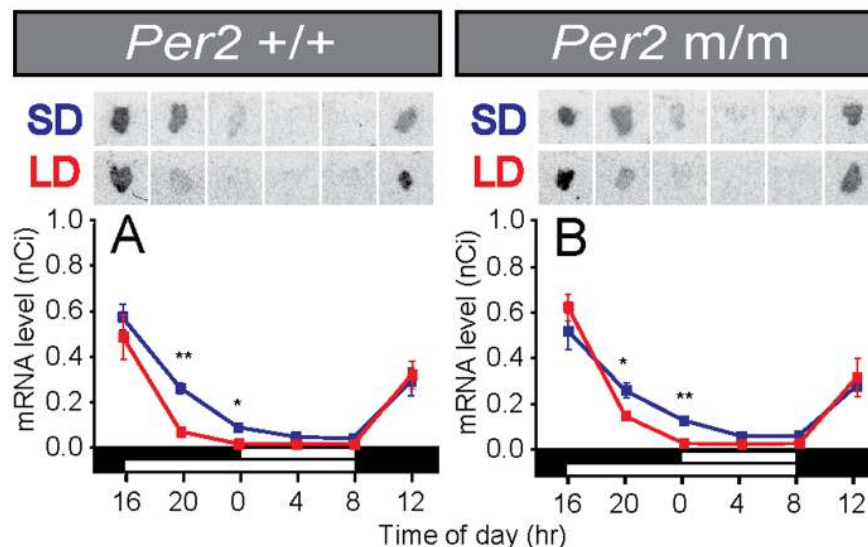 Per2 +/+
Per2 m/m
SD
LD
SD
LD
A
B
mRNA level (nCi)
1.0
0.8
0.6
0.4
0.2
0.0
**
*
16 20 0 4 8 12
mRNA level (nCi)
1.0
0.8
0.6
0.4
0.2
0.0
*
**
16 20 0 4 8 12
Time of day (hr)